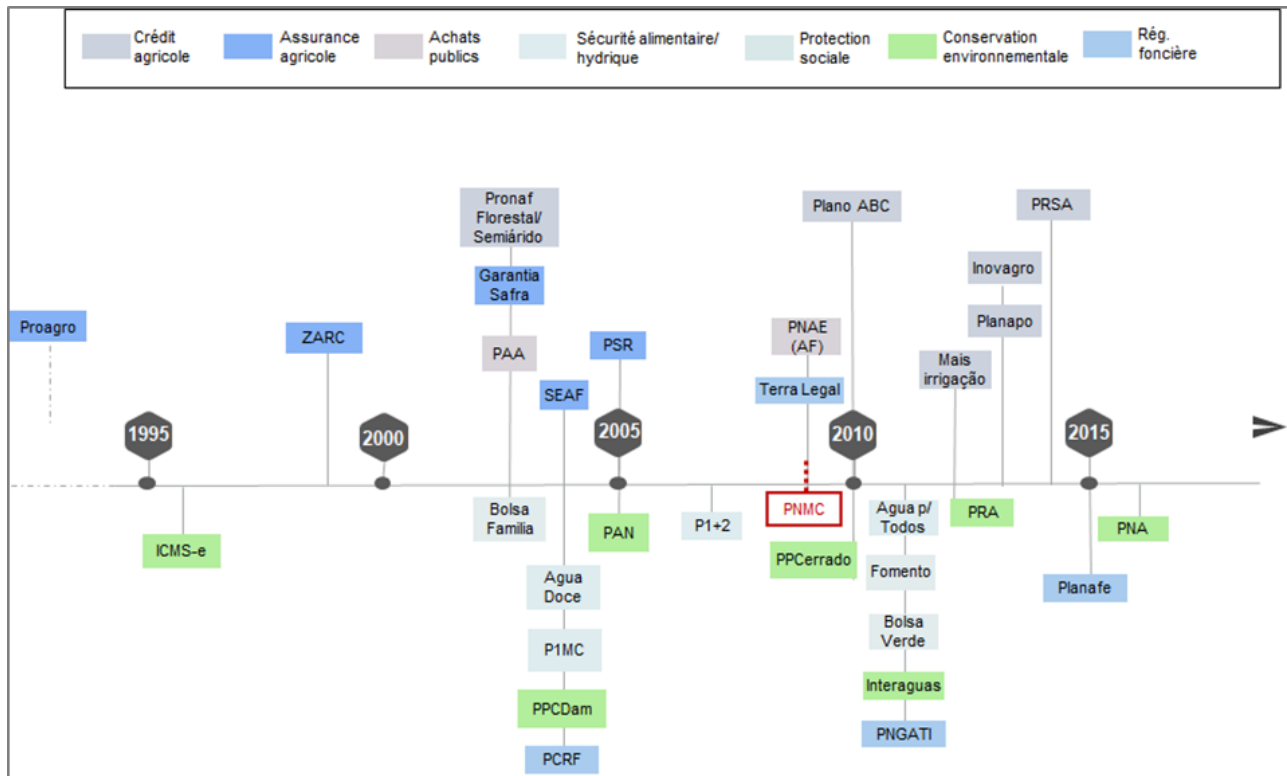 Crédit
agricole
Assurance
agricole
Achats
publics
Sécurité alimentaire/
hydrique
Protection
sociale
Conservation
environnementale
Rég.
foncière
Pronaf
Florestal/
Semiárido
Plano ABC
PRSA
Garantia
Safra
Inovagro
Proagro
ZARC
PAA
PSR
PNAE
(AF)
Planapo
SEAF
Terra Legal
Mais
irrigação
1995
2000
2005
2010
2015
ICMS-e
Bolsa
Familia
PAN
P1+2
PNMC
Agua p/
Todos
PRA
PNA
PPCerrado
Agua
Doce
Fomento
Planafe
P1MC
Bolsa
Verde
PPCDam
Interaguas
PCRF
PNGATI